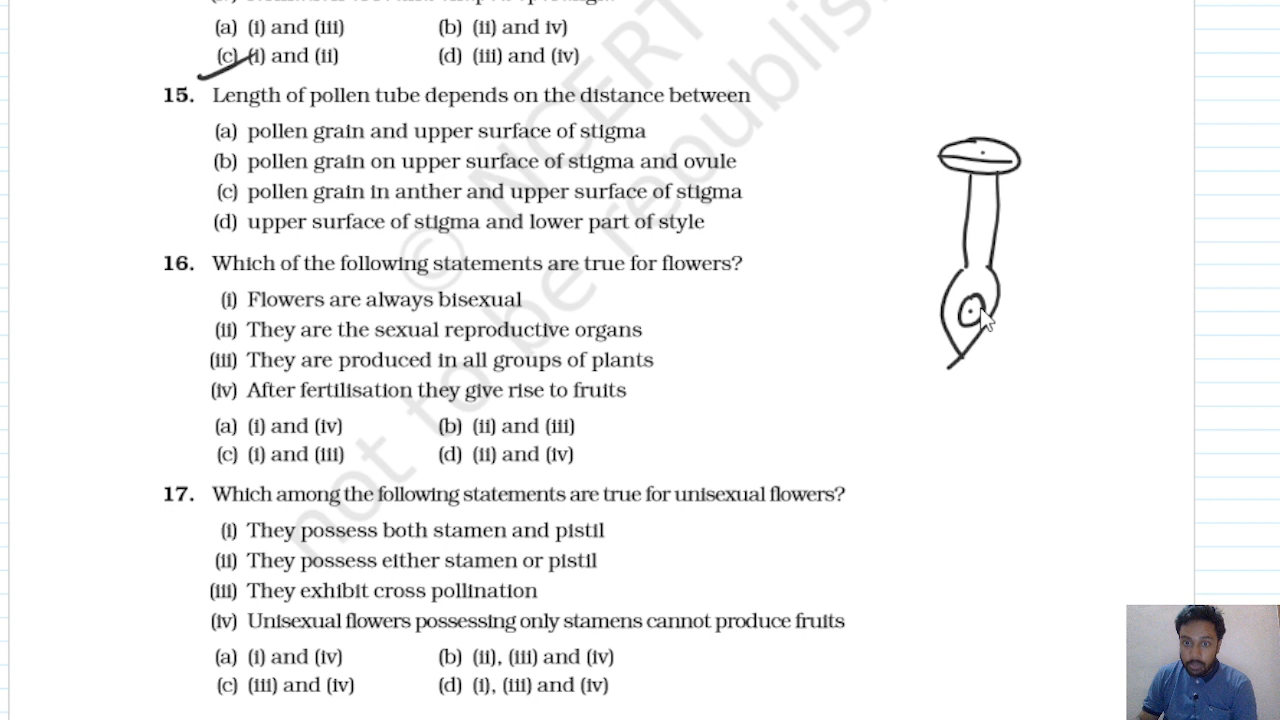 (a) (i) and (iii) (b) (ii) and iv)
(c) (i) and (ii) (d) (iii) and (iv)
15. Length of pollen tube depends on the distance between
(a) pollen grain and upper surface of stigma
(b) pollen grain on upper surface of stigma and ovule
(c) pollen grain in anther and upper surface of stigma
(d) upper surface of stigma and lower part of style
16. Which of the following statements are true for flowers?
(i) Flowers are always bisexual
(ii) They are the sexual reproductive organs
(iii) They are produced in all groups of plants
(iv) After fertilisation they give rise to fruits
(a) (i) and (iv) (b) (ii) and (iii)
(c) (i) and (iii) (d) (ii) and (iv)
17. Which among the following statements are true for unisexual flowers?
(i) They possess both stamen and pistil
(ii) They possess either stamen or pistil
(iii) They exhibit cross pollination
(iv) Unisexual flowers possessing only stamens cannot produce fruits
(a) (i) and (iv) (b) (ii), (iii) and (iv)
(c) (iii) and (iv) (d) (i), (iii) and (iv)
© NCERT
not to be republish